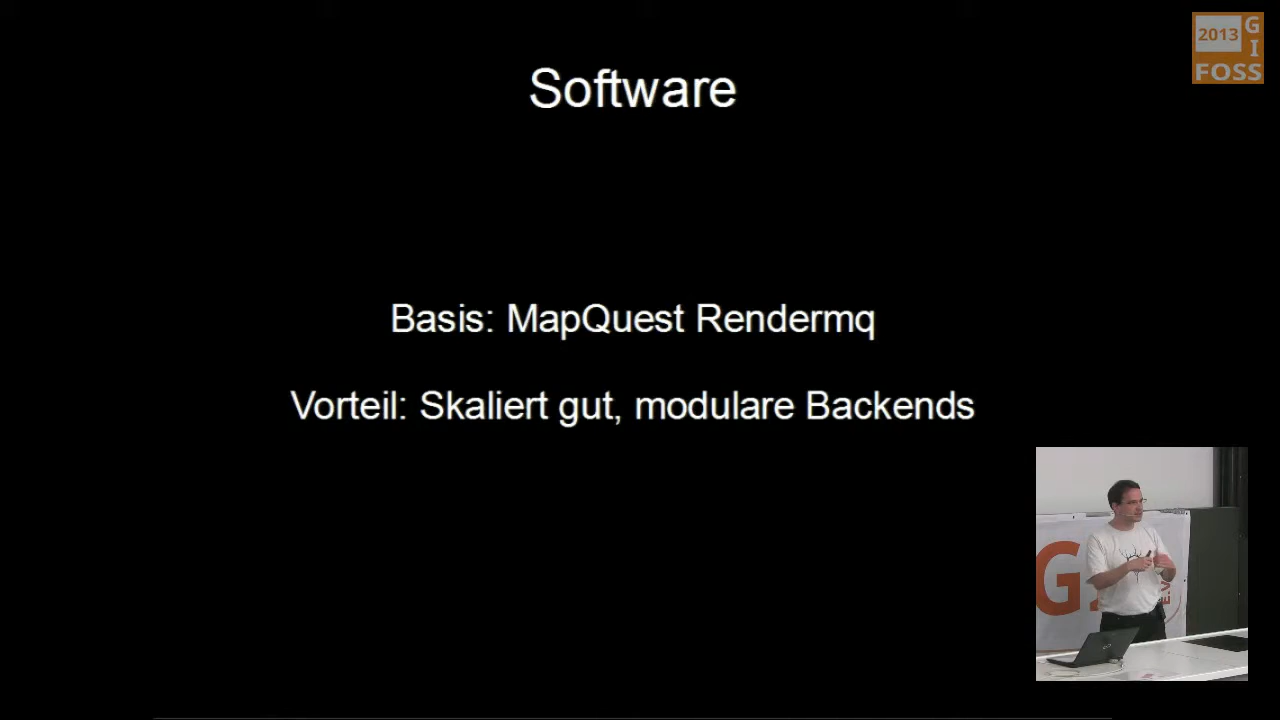 Software
2013
G
I
FOSS
Basis: MapQuest Rendermq
Vorteil: Skaliert gut, modulare Backends
G